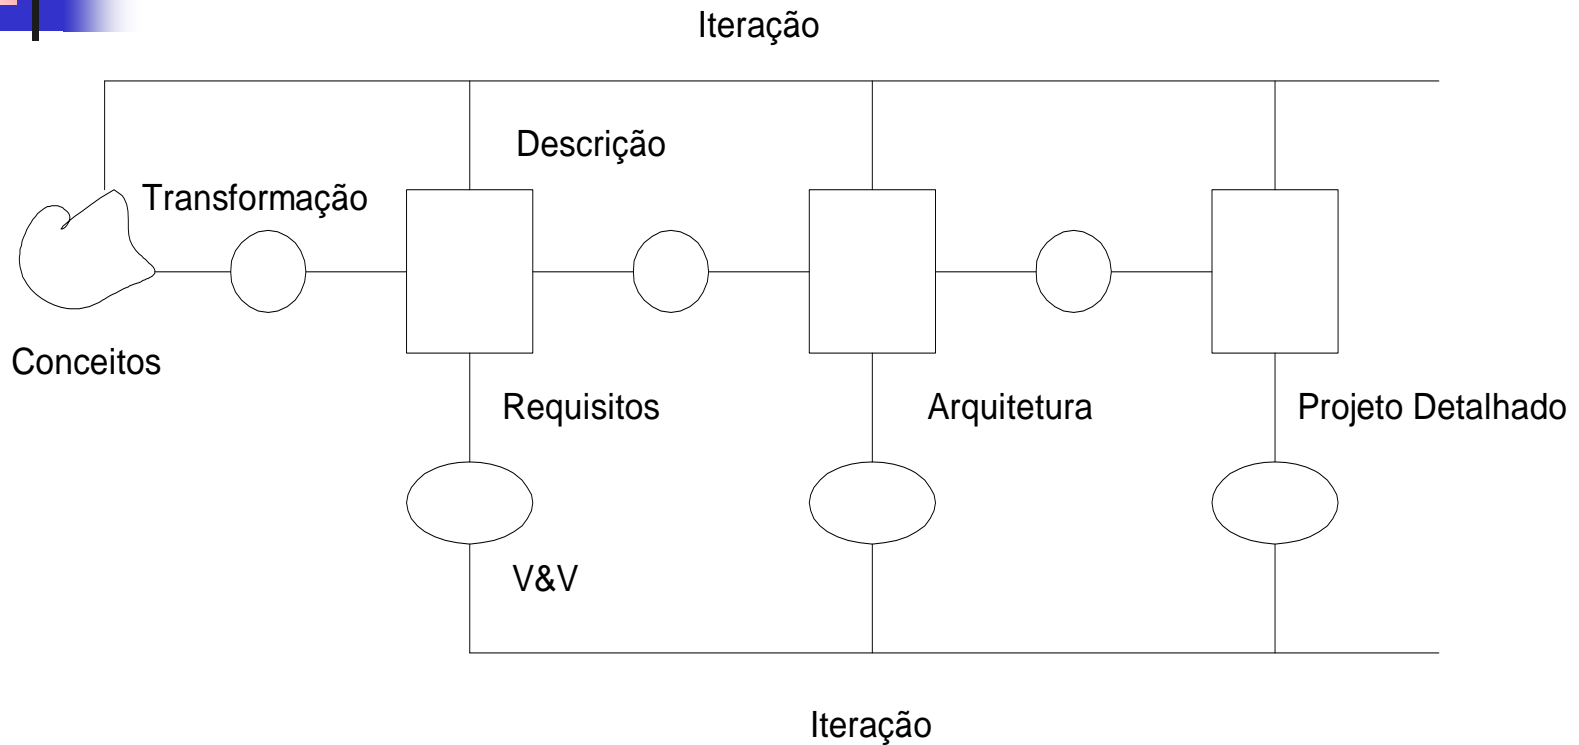 Iteração
Descrição
Transformação
Conceitos
Requisitos
Arquitetura
Projeto Detalhado
V&V
Iteração